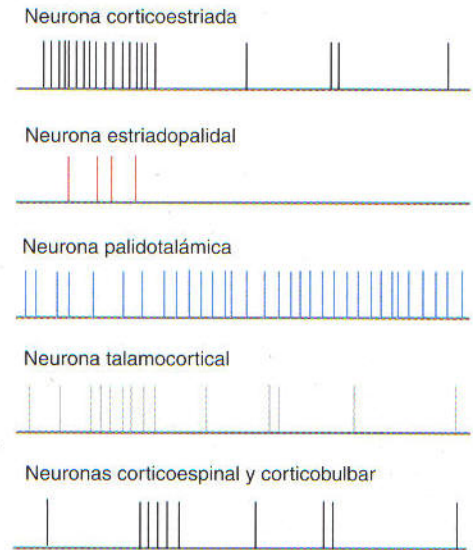 Neurona corticoestriada
Neurona estriadopalidal
Neurona palidotalámica
Neurona talamocortical
Neuronas corticoespinal y corticobulbar